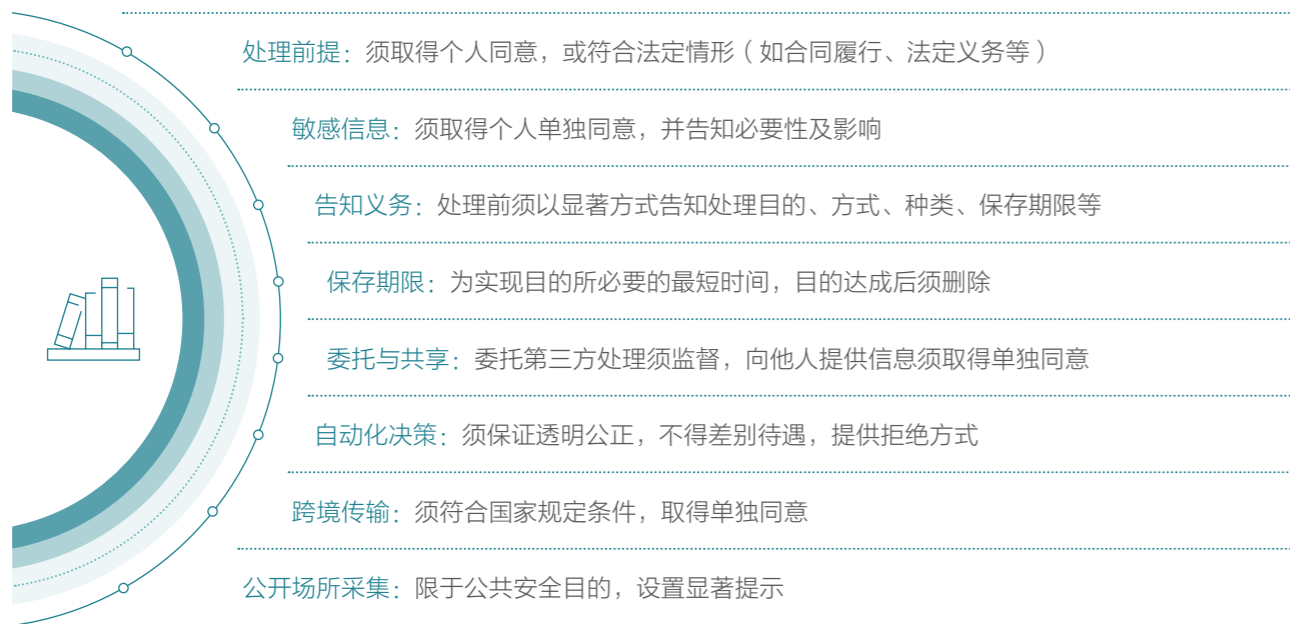 处理前提：须取得个人同意，或符合法定情形（如合同履行、法定义务等）
敏感信息：须取得个人单独同意，并告知必要性及影响
告知义务：处理前须以显著方式告知处理目的、方式、种类、保存期限等
保存期限：为实现目的所必要的最短时间，目的达成后须删除
委托与共享：委托第三方处理须监督，向他人提供信息须取得单独同意
自动化决策：须保证透明公正，不得差别待遇，提供拒绝方式
跨境传输：须符合国家规定条件，取得单独同意
公开场所采集：限于公共安全目的，设置显著提示